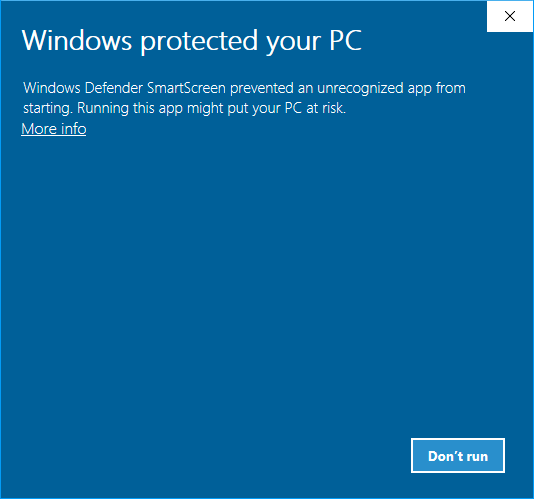 Windows protected your PC
Windows Defender SmartScreen prevented an unrecognized app from
starting. Running this app might put your PC at risk.
More info
Don't run